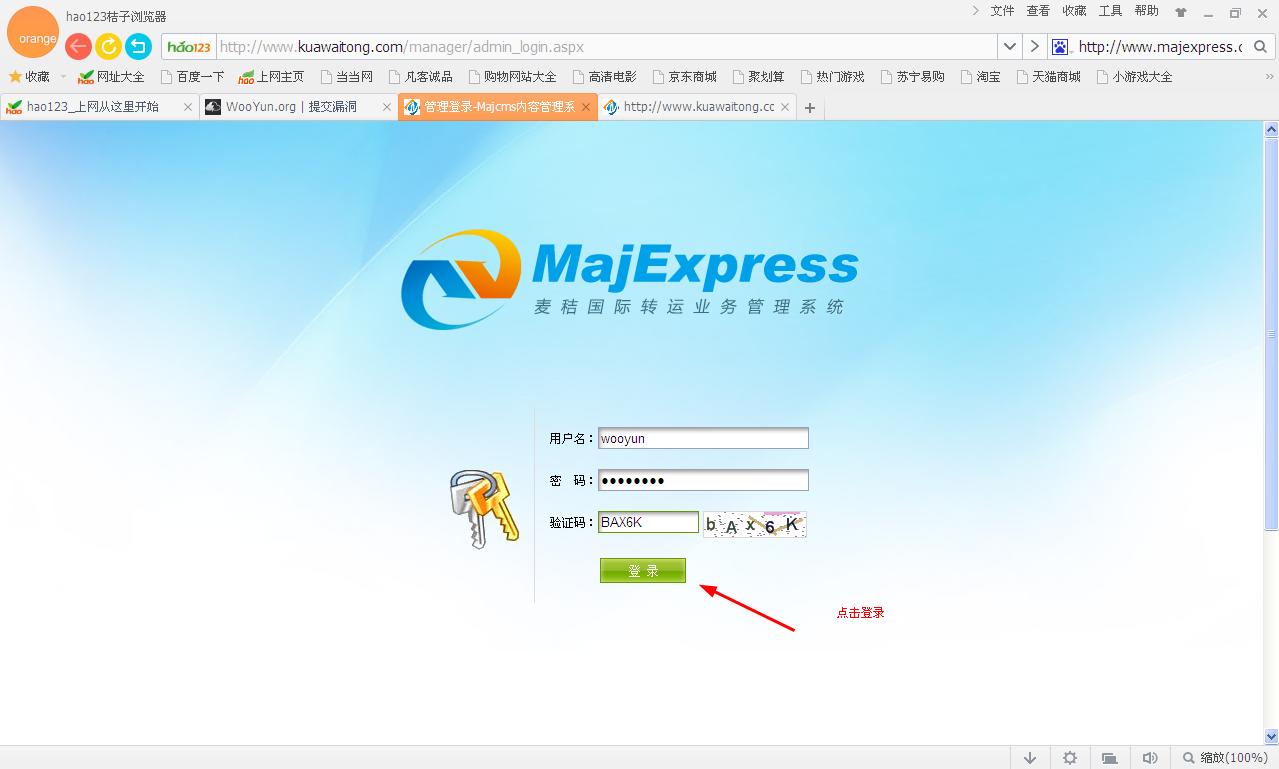 hao123桔子浏览器
文件 查看 收藏 工具 帮助
orange
hao123 http://www.kuawaitong.com/manager/admin_login.aspx http://www.majexpress.c
收藏 网址大全 百度一下 上网主页 当当网 凡客诚品 购物网站大全 高清电影 京东商城 聚划算 热门游戏 苏宁易购 淘宝 天猫商城 小游戏大全
hao123_上网从这里开始 WooYun.org | 提交漏洞 管理登录-Majcms内容管理系 http://www.kuawaitong.cc
MajExpress
麦秸国际转运业务管理系统
用户名： wooyun
密 码： ●●●●●●●●
验证码： BAX6K bAx6K
登 录
点击登录
缩放(100%)